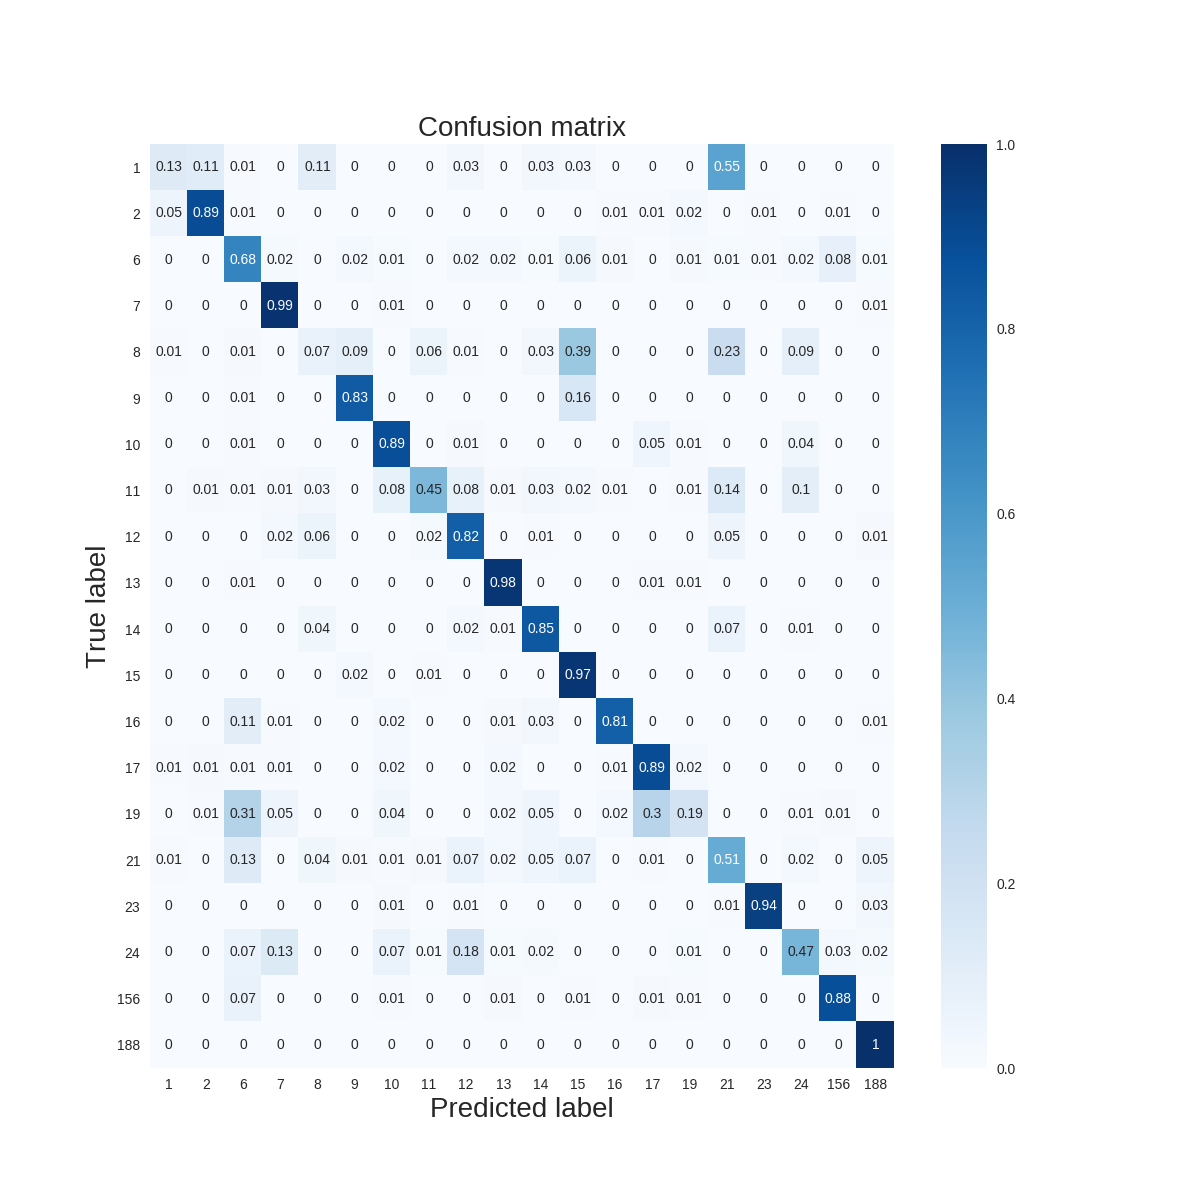 Confusion matrix
1 0.13 0.11 0.01 0 0.11 0 0 0 0.03 0 0.03 0.03 0 0 0 0.55 0 0 0 0
2 0.05 0.89 0.01 0 0 0 0 0 0 0 0 0 0.01 0.01 0.02 0 0.01 0 0.01 0
6 0 0 0.68 0.02 0 0.02 0.01 0 0.02 0.02 0.01 0.06 0.01 0 0.01 0.01 0.01 0.02 0.08 0.01
7 0 0 0 0.99 0 0 0.01 0 0 0 0 0 0 0 0 0 0 0 0 0.01
8 0.01 0 0.01 0 0.07 0.09 0 0.06 0.01 0 0.03 0.39 0 0 0 0.23 0 0.09 0 0
9 0 0 0.01 0 0 0.83 0 0 0 0 0 0.16 0 0 0 0 0 0 0 0
10 0 0 0.01 0 0 0 0.89 0 0.01 0 0 0 0 0.05 0.01 0 0 0.04 0 0
11 0 0.01 0.01 0.01 0.03 0 0.08 0.45 0.08 0.01 0.03 0.02 0.01 0 0.01 0.14 0 0.1 0 0
12 0 0 0 0.02 0.06 0 0 0.02 0.82 0 0.01 0 0 0 0 0.05 0 0 0 0.01
13 0 0 0.01 0 0 0 0 0 0 0.98 0 0 0 0.01 0.01 0 0 0 0 0
14 0 0 0 0 0.04 0 0 0 0.02 0.01 0.85 0 0 0 0 0.07 0 0.01 0 0
15 0 0 0 0 0 0.02 0 0.01 0 0 0 0.97 0 0 0 0 0 0 0 0
16 0 0 0.11 0.01 0 0 0.02 0 0 0.01 0.03 0 0.81 0 0 0 0 0 0 0.01
17 0.01 0.01 0.01 0.01 0 0 0.02 0 0 0.02 0 0 0.01 0.89 0.02 0 0 0 0 0
19 0 0.01 0.31 0.05 0 0 0.04 0 0 0.02 0.05 0 0.02 0.3 0.19 0 0 0.01 0.01 0
21 0.01 0 0.13 0 0.04 0.01 0.01 0.01 0.07 0.02 0.05 0.07 0 0.01 0 0.51 0 0.02 0 0.05
23 0 0 0 0 0 0 0.01 0 0.01 0 0 0 0 0 0 0.01 0.94 0 0 0.03
24 0 0 0.07 0.13 0 0 0.07 0.01 0.18 0.01 0.02 0 0 0 0.01 0 0 0.47 0.03 0.02
156 0 0 0.07 0 0 0 0.01 0 0 0.01 0 0.01 0 0.01 0.01 0 0 0 0.88 0
188 0 0 0 0 0 0 0 0 0 0 0 0 0 0 0 0 0 0 0 1
1 2 6 7 8 9 10 11 12 13 14 15 16 17 19 21 23 24 156 188
Predicted label
True label
1.0
0.8
0.6
0.4
0.2
0.0